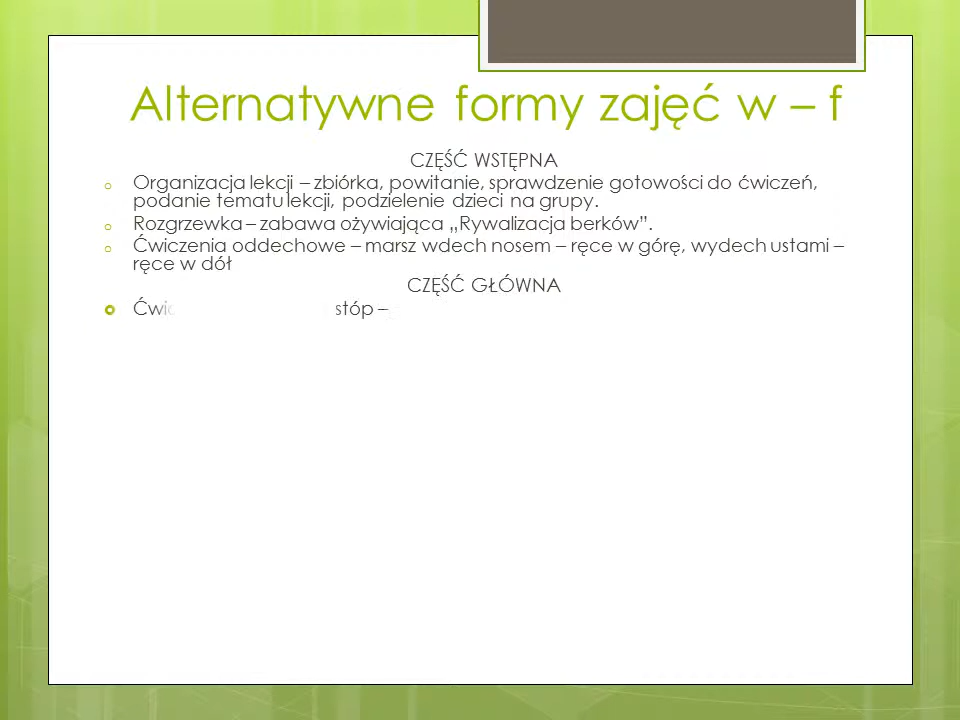 Alternatywne formy zajęć w – f
CZĘŚĆ WSTĘPNA
Organizacja lekcji – zbiórka, powitanie, sprawdzenie gotowości do ćwiczeń,
podanie tematu lekcji, podzielenie dzieci na grupy.
Rozgrzewka – zabawa ożywiająca „Rywalizacja berków”.
Ćwiczenia oddechowe – marsz wdech nosem – ręce w górę, wydech ustami –
ręce w dół
CZĘŚĆ GŁÓWNA
stóp –